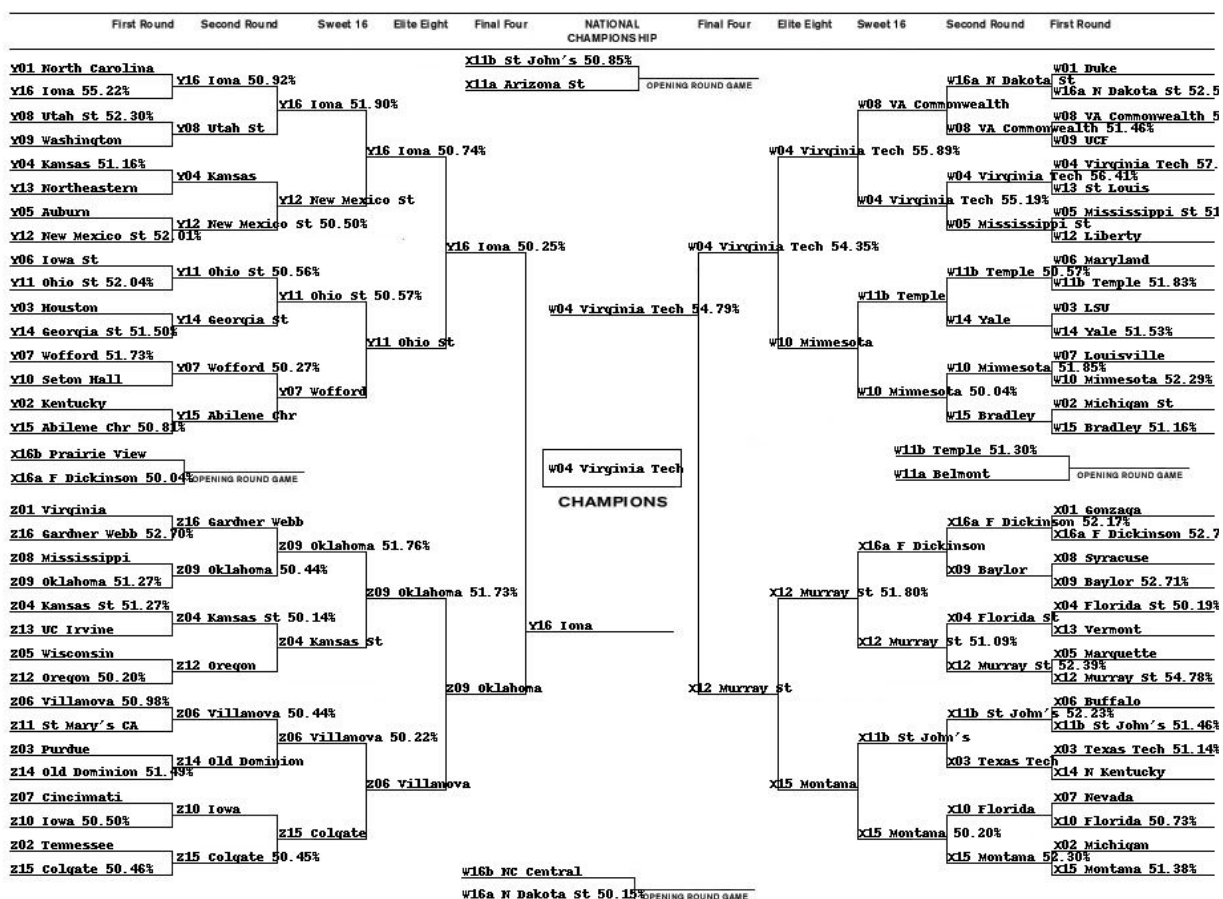 First Round Second Round Sweet 16 Elite Eight Final Four NATIONAL CHAMPIONSHIP Final Four Elite Eight Sweet 16 Second Round First Round
Y01 North Carolina
Y16 Iona 55.22%
Y08 Utah St 52.30%
Y09 Washington
Y04 Kansas 51.16%
Y13 Northeastern
Y05 Auburn
Y12 New Mexico St 52.01%
Y06 Iowa St
Y11 Ohio St 52.04%
Y03 Houston
Y14 Georgia St 51.50%
Y07 Wofford 51.73%
Y10 Seton Hall
Y02 Kentucky
Y15 Abilene Chr 50.81%
Y16 Iona 50.92%
Y08 Utah St
Y04 Kansas
Y12 New Mexico St 50.50%
Y11 Ohio St 50.56%
Y14 Georgia St
Y07 Wofford 50.27%
Y15 Abilene Chr
Y16 Iona 51.90%
Y12 New Mexico St
Y11 Ohio St 50.57%
Y07 Wofford
Y16 Iona 50.74%
Y11 Ohio St
Y16 Iona 50.25%
X11b St John's 50.85%
X11a Arizona St
OPENING ROUND GAME
X16b Prairie View
X16a F Dickinson 50.04%
OPENING ROUND GAME
Z01 Virginia
Z16 Gardner Webb 52.70%
Z08 Mississippi
Z09 Oklahoma 51.27%
Z04 Kansas St 51.27%
Z13 UC Irvine
Z05 Wisconsin
Z12 Oregon 50.20%
Z06 Villanova 50.98%
Z11 St Mary's CA
Z03 Purdue
Z14 Old Dominion 51.49%
Z07 Cincinnati
Z10 Iowa 50.50%
Z02 Tennessee
Z15 Colgate 50.46%
Z16 Gardner Webb
Z09 Oklahoma 50.44%
Z04 Kansas St 50.14%
Z12 Oregon
Z06 Villanova 50.44%
Z14 Old Dominion
Z10 Iowa
Z15 Colgate 50.45%
Z09 Oklahoma 51.76%
Z04 Kansas St
Z06 Villanova 50.22%
Z15 Colgate
Z09 Oklahoma 51.73%
Z06 Villanova
Z09 Oklahoma
W04 Virginia Tech 54.79%
W04 Virginia Tech
CHAMPIONS
Y16 Iona
W16b NC Central
W16a N Dakota St 50.15%
OPENING ROUND GAME
W04 Virginia Tech 54.35%
W04 Virginia Tech 55.89%
W10 Minnesota
W08 VA Commonwealth
W04 Virginia Tech 55.19%
W11b Temple
W10 Minnesota 50.04%
W16a N Dakota St
W08 VA Commonwealth 51.46%
W04 Virginia Tech 56.41%
W05 Mississippi St
W11b Temple 50.57%
W14 Yale
W10 Minnesota 51.85%
W15 Bradley
W01 Duke
W16a N Dakota St 52.5
W08 VA Commonwealth 5
W09 UCF
W04 Virginia Tech 57.
W13 St Louis
W05 Mississippi St 51
W12 Liberty
W06 Maryland
W11b Temple 51.83%
W03 LSU
W14 Yale 51.53%
W07 Louisville
W10 Minnesota 52.29%
W02 Michigan St
W15 Bradley 51.16%
W11b Temple 51.30%
W11a Belmont
OPENING ROUND GAME
X12 Murray St
X12 Murray St 51.80%
X15 Montana
X16a F Dickinson
X12 Murray St 51.09%
X11b St John's
X15 Montana 50.20%
X16a F Dickinson 52.17%
X09 Baylor
X04 Florida St
X12 Murray St 52.39%
X11b St John's 52.23%
X03 Texas Tech
X10 Florida
X15 Montana 52.30%
X01 Gonzaga
X16a F Dickinson 52.7
X08 Syracuse
X09 Baylor 52.71%
X04 Florida St 50.19%
X13 Vermont
X05 Marquette
X12 Murray St 54.78%
X06 Buffalo
X11b St John's 51.46%
X03 Texas Tech 51.14%
X14 N Kentucky
X07 Nevada
X10 Florida 50.73%
X02 Michigan
X15 Montana 51.38%